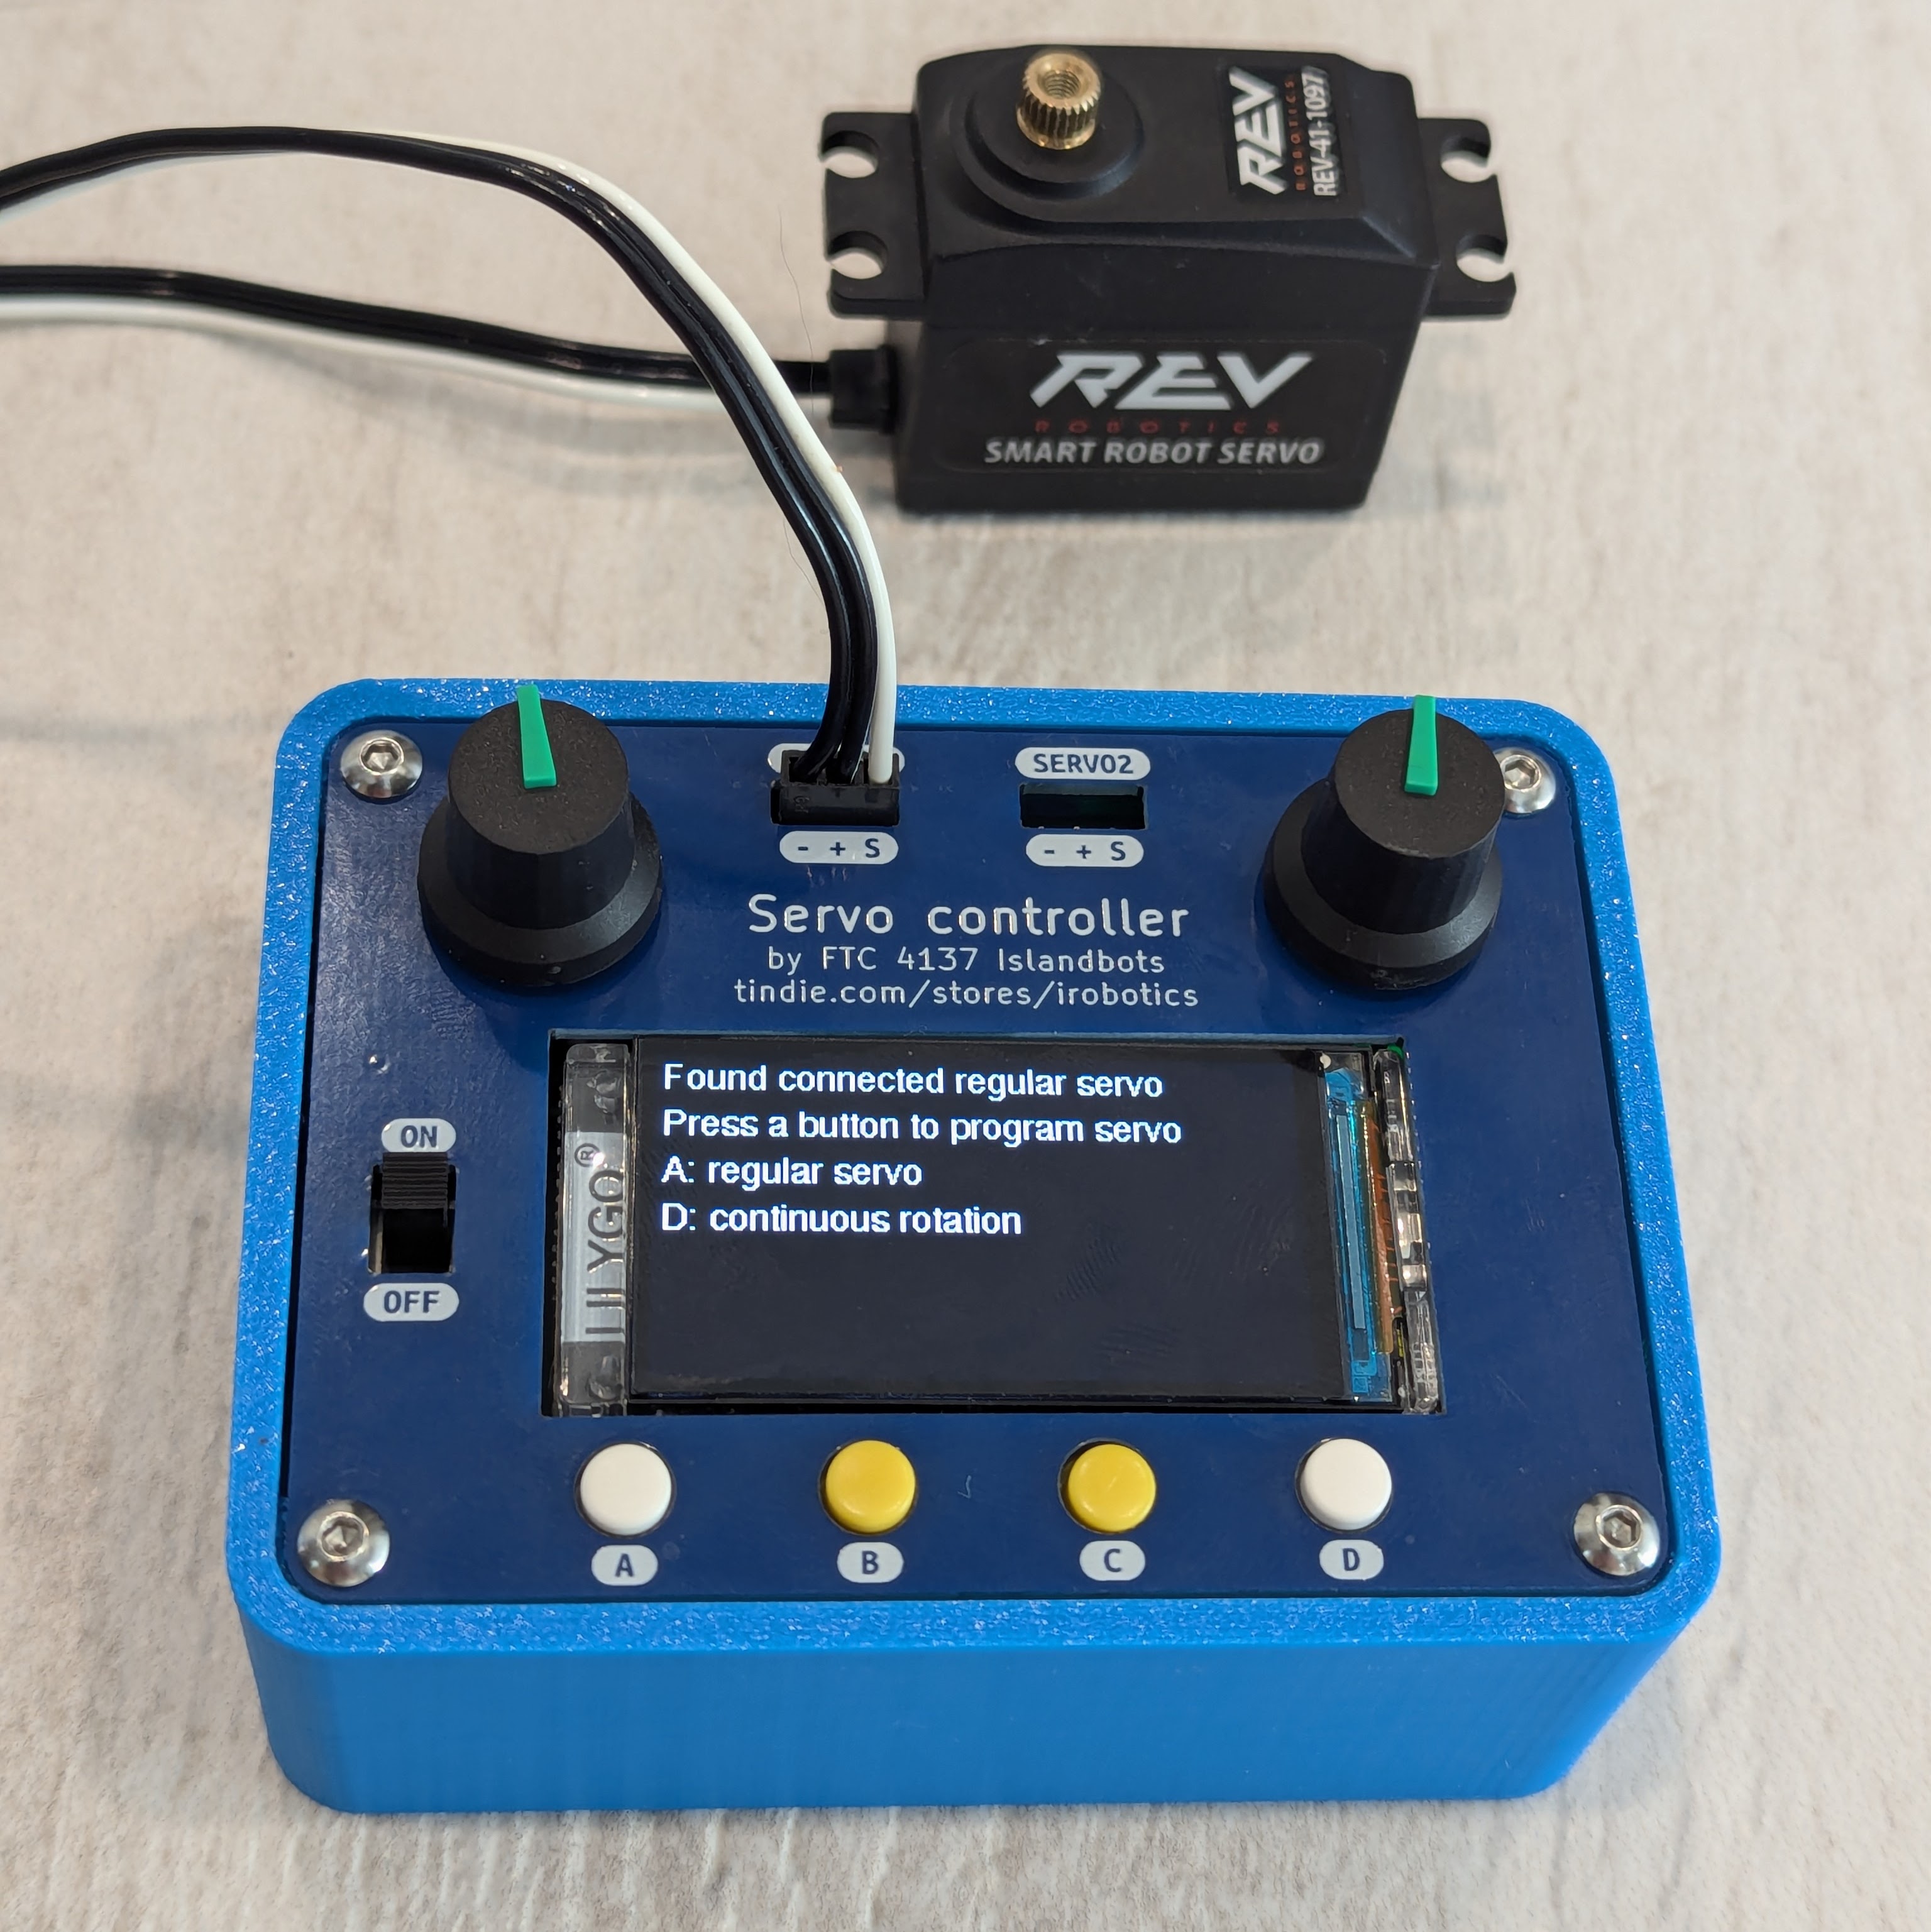 REV
ROBOTICS
REV-41-1097
REV
ROBOTICS
SMART ROBOT SERVO
SERVO2
- + S
- + S
Servo controller
by FTC 4137 Islandbots
tindie.com/stores/irobotics
ON
OFF
LILYGO®
Found connected regular servo
Press a button to program servo
A: regular servo
D: continuous rotation
A
B
C
D